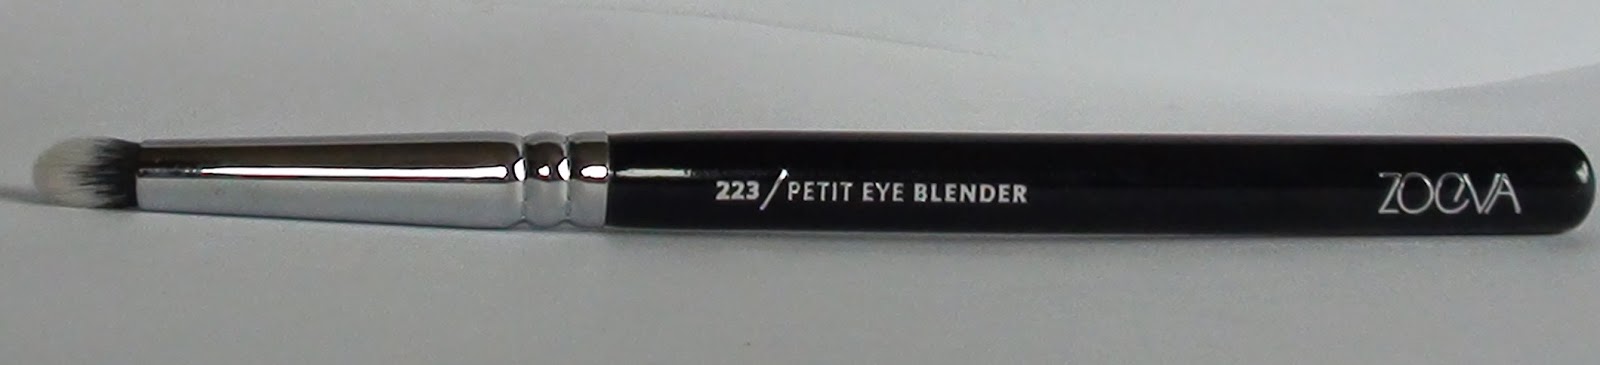 223/PETIT EYE BLENDER
ZOEVA